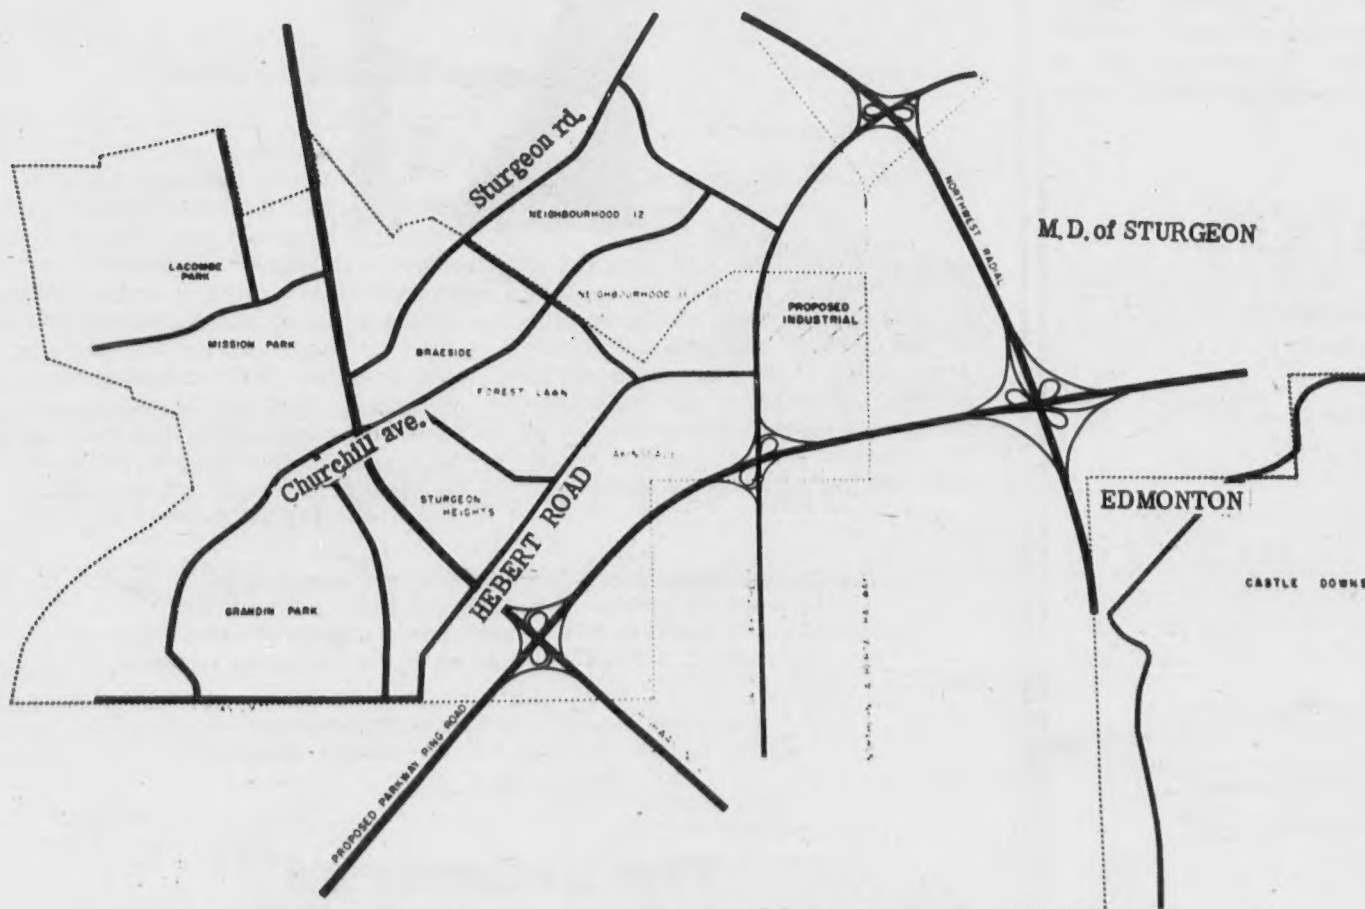 Sturgeon rd.
NEIGHBOURHOOD 12
NORTHWEST RADIAL
M.D. of STURGEON
LACOMBE
PARK
NEIGHBOURHOOD 11
PROPOSED
INDUSTRIAL
MISSION PARK
BRAESIDE
FOREST LAWN
Churchill ave.
AKINSDALE
STURGEON
HEIGHTS
HEBERT ROAD
EDMONTON
CASTLE DOWNS
GRANDIN PARK
PROPOSED PARKWAY RING ROAD